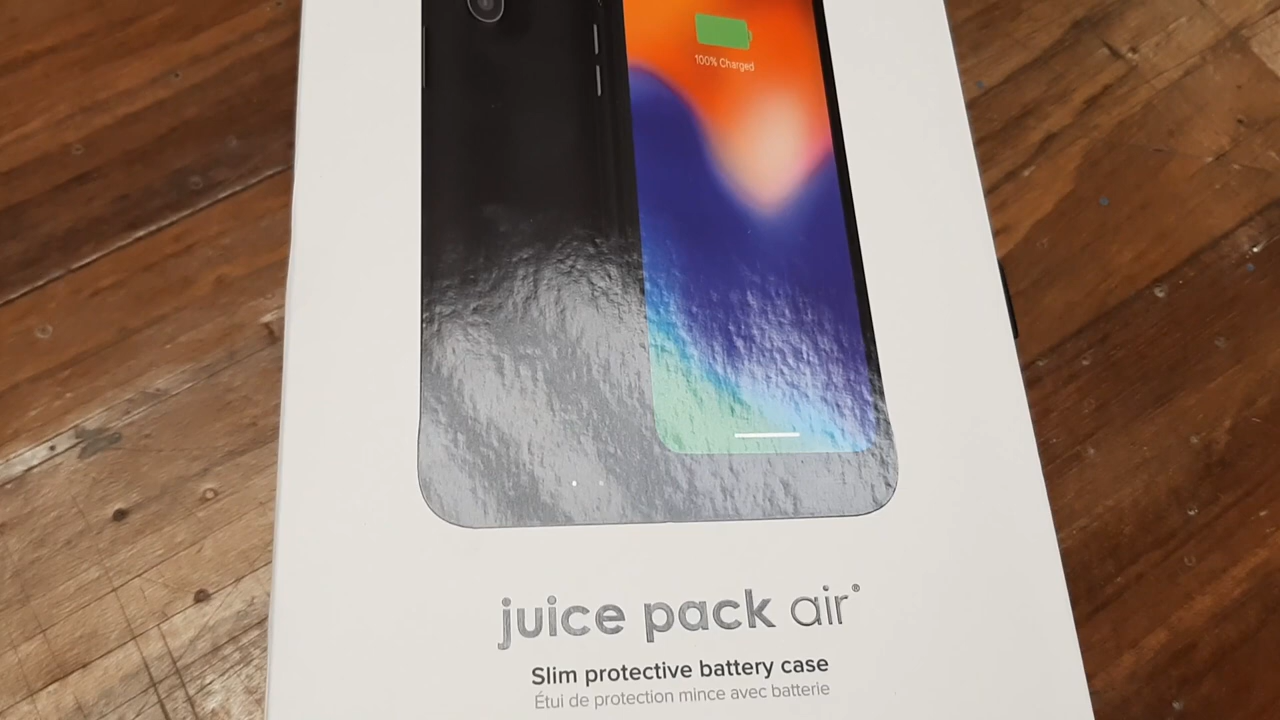 100% Charged
juice pack air®
Slim protective battery case
Étui de protection mince avec batterie